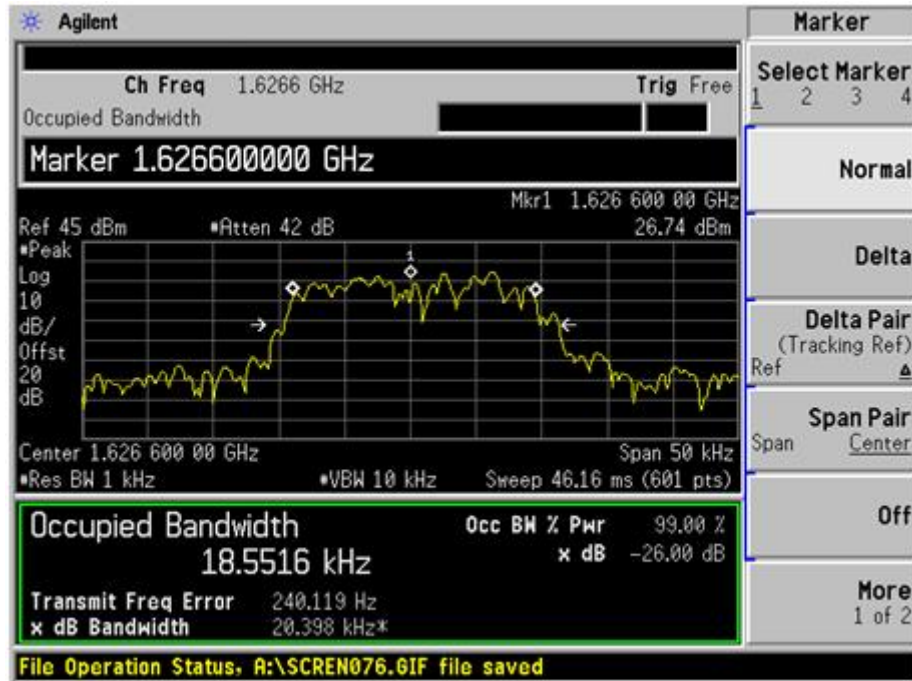 Agilent
Marker
Ch Freq 1.6266 GHz Trig Free
Occupied Bandwidth
Marker 1.626600000 GHz
Mkr1 1.626 600 00 GHz
Ref 45 dBm *Atten 42 dB 26.74 dBm
*Peak
Log
10
dB/
Offst
20
dB
1
Center 1.626 600 00 GHz Span 50 kHz
*Res BW 1 kHz *VBW 10 kHz Sweep 46.16 ms (601 pts)
Occupied Bandwidth Occ BW % Pwr 99.00 %
18.5516 kHz x dB -26.00 dB
Transmit Freq Error 240.119 Hz
x dB Bandwidth 20.398 kHz*
File Operation Status, A:\SCREN076.GIF file saved
Select Marker
1 2 3 4
Normal
Delta
Delta Pair
(Tracking Ref)
Ref Δ
Span Pair
Span Center
Off
More
1 of 2